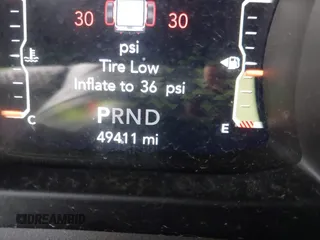 30 30
psi
Tire Low
Inflate to 36 psi
PRND
C 49411 mi E
DREAMBID